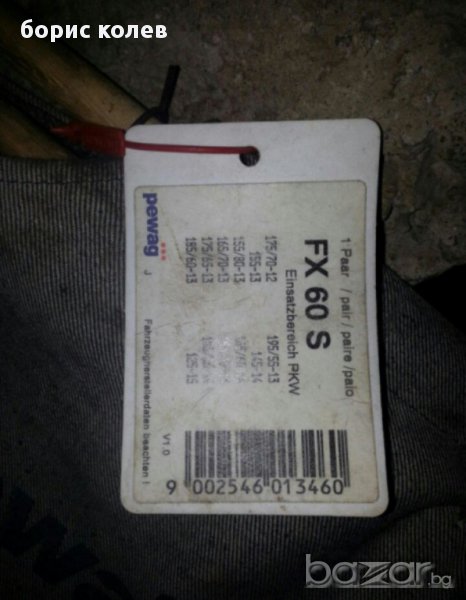 борис колев
1 Paar / pair / paire / palo
FX 60 S
Einsatzbereich PKW
175/70-12 195/55-13
155-13 145-14
155/80-13
165/70-13
175/65-13
185/60-13 125-15
pewag
J Fahrzeugherstellerdaten beachten !
V1.0
9 002546 013460
bazar.bg